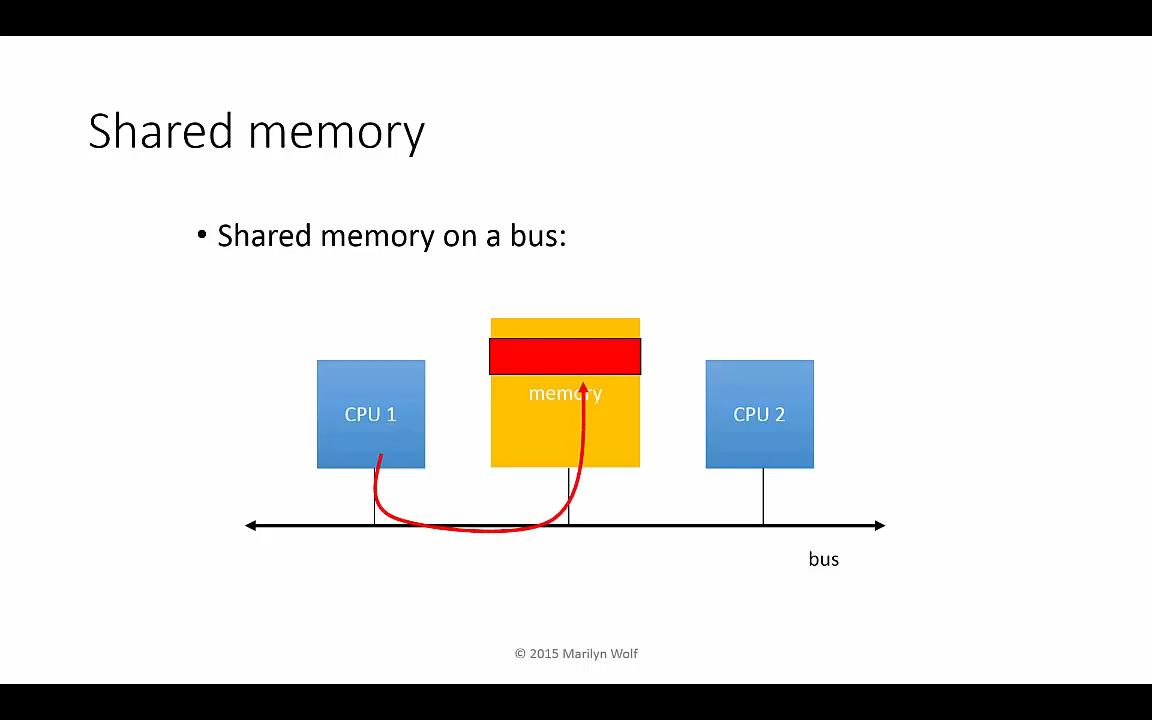 Shared memory
• Shared memory on a bus:
memory
CPU 1
CPU 2
bus
© 2015 Marilyn Wolf